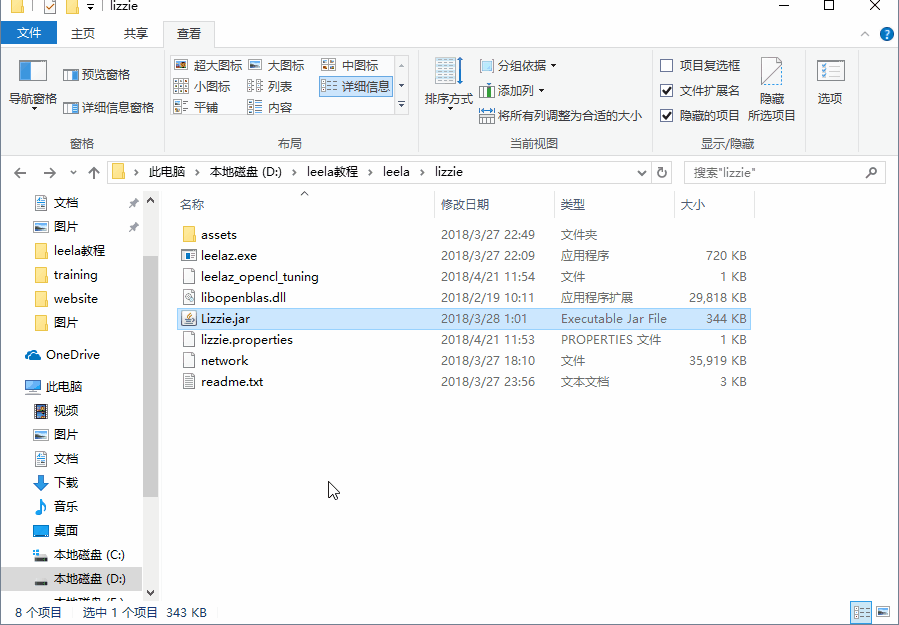 lizzie
文件 主页 共享 查看
导航窗格 预览窗格 详细信息窗格 窗格
超大图标 大图标 中图标
小图标 列表 详细信息
平铺 内容
布局
排序方式 分组依据 添加列 将所有列调整为合适的大小
当前视图
项目复选框
文件扩展名
隐藏的项目
隐藏
所选项目
显示/隐藏
选项
此电脑 本地磁盘 (D:) leela教程 leela lizzie
搜索"lizzie"
文档
图片
leela教程
training
website
图片
OneDrive
此电脑
视频
图片
文档
下载
音乐
桌面
本地磁盘 (C:)
本地磁盘 (D:)
名称 修改日期 类型 大小
assets 2018/3/27 22:49 文件夹
leelaz.exe 2018/3/27 22:09 应用程序 720 KB
leelaz_opencl_tuning 2018/4/21 11:54 文件 1 KB
libopenblas.dll 2018/2/19 10:11 应用程序扩展 29,818 KB
Lizzie.jar 2018/3/28 1:01 Executable Jar File 344 KB
lizzie.properties 2018/4/21 11:53 PROPERTIES 文件 1 KB
network 2018/3/27 18:10 文件 35,919 KB
readme.txt 2018/3/27 23:56 文本文档 3 KB
8 个项目 选中 1 个项目 343 KB